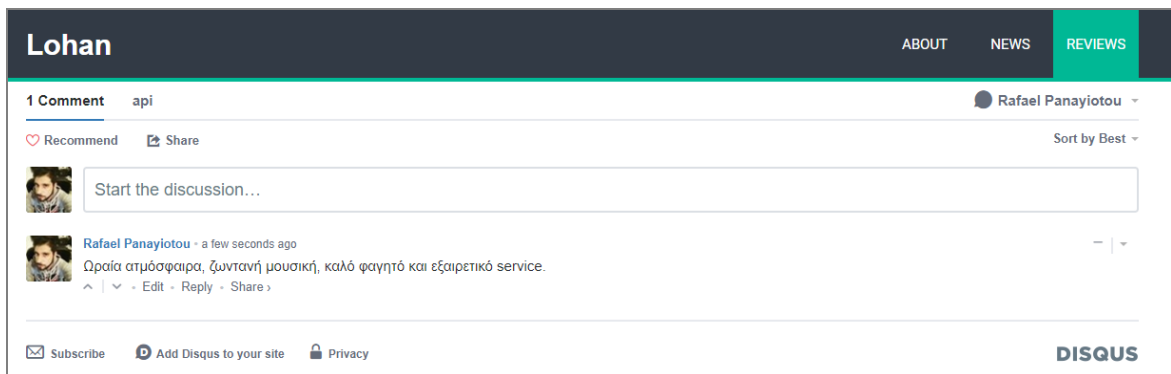 Lohan ABOUT NEWS REVIEWS
1 Comment api Rafael Panayiotou
Recommend Share Sort by Best
Start the discussion…
Rafael Panayiotou • a few seconds ago
Ωραία ατμόσφαιρα, ζωντανή μουσική, καλό φαγητό και εξαιρετικό service.
• Edit • Reply • Share ›
Subscribe D Add Disqus to your site Privacy DISQUS